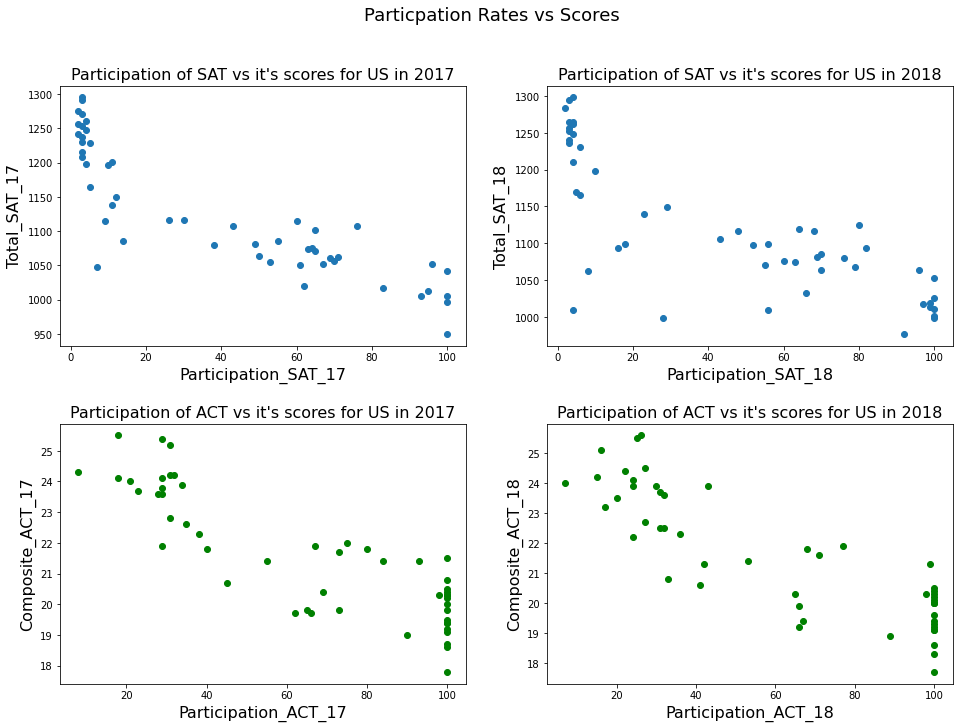 Particpation Rates vs Scores
Participation of SAT vs it's scores for US in 2017
Total_SAT_17
1300
1250
1200
1150
1100
1050
1000
950
0 20 40 60 80 100
Participation_SAT_17
Participation of SAT vs it's scores for US in 2018
Total_SAT_18
1300
1250
1200
1150
1100
1050
1000
0 20 40 60 80 100
Participation_SAT_18
Participation of ACT vs it's scores for US in 2017
Composite_ACT_17
25
24
23
22
21
20
19
18
20 40 60 80 100
Participation_ACT_17
Participation of ACT vs it's scores for US in 2018
Composite_ACT_18
25
24
23
22
21
20
19
18
20 40 60 80 100
Participation_ACT_18